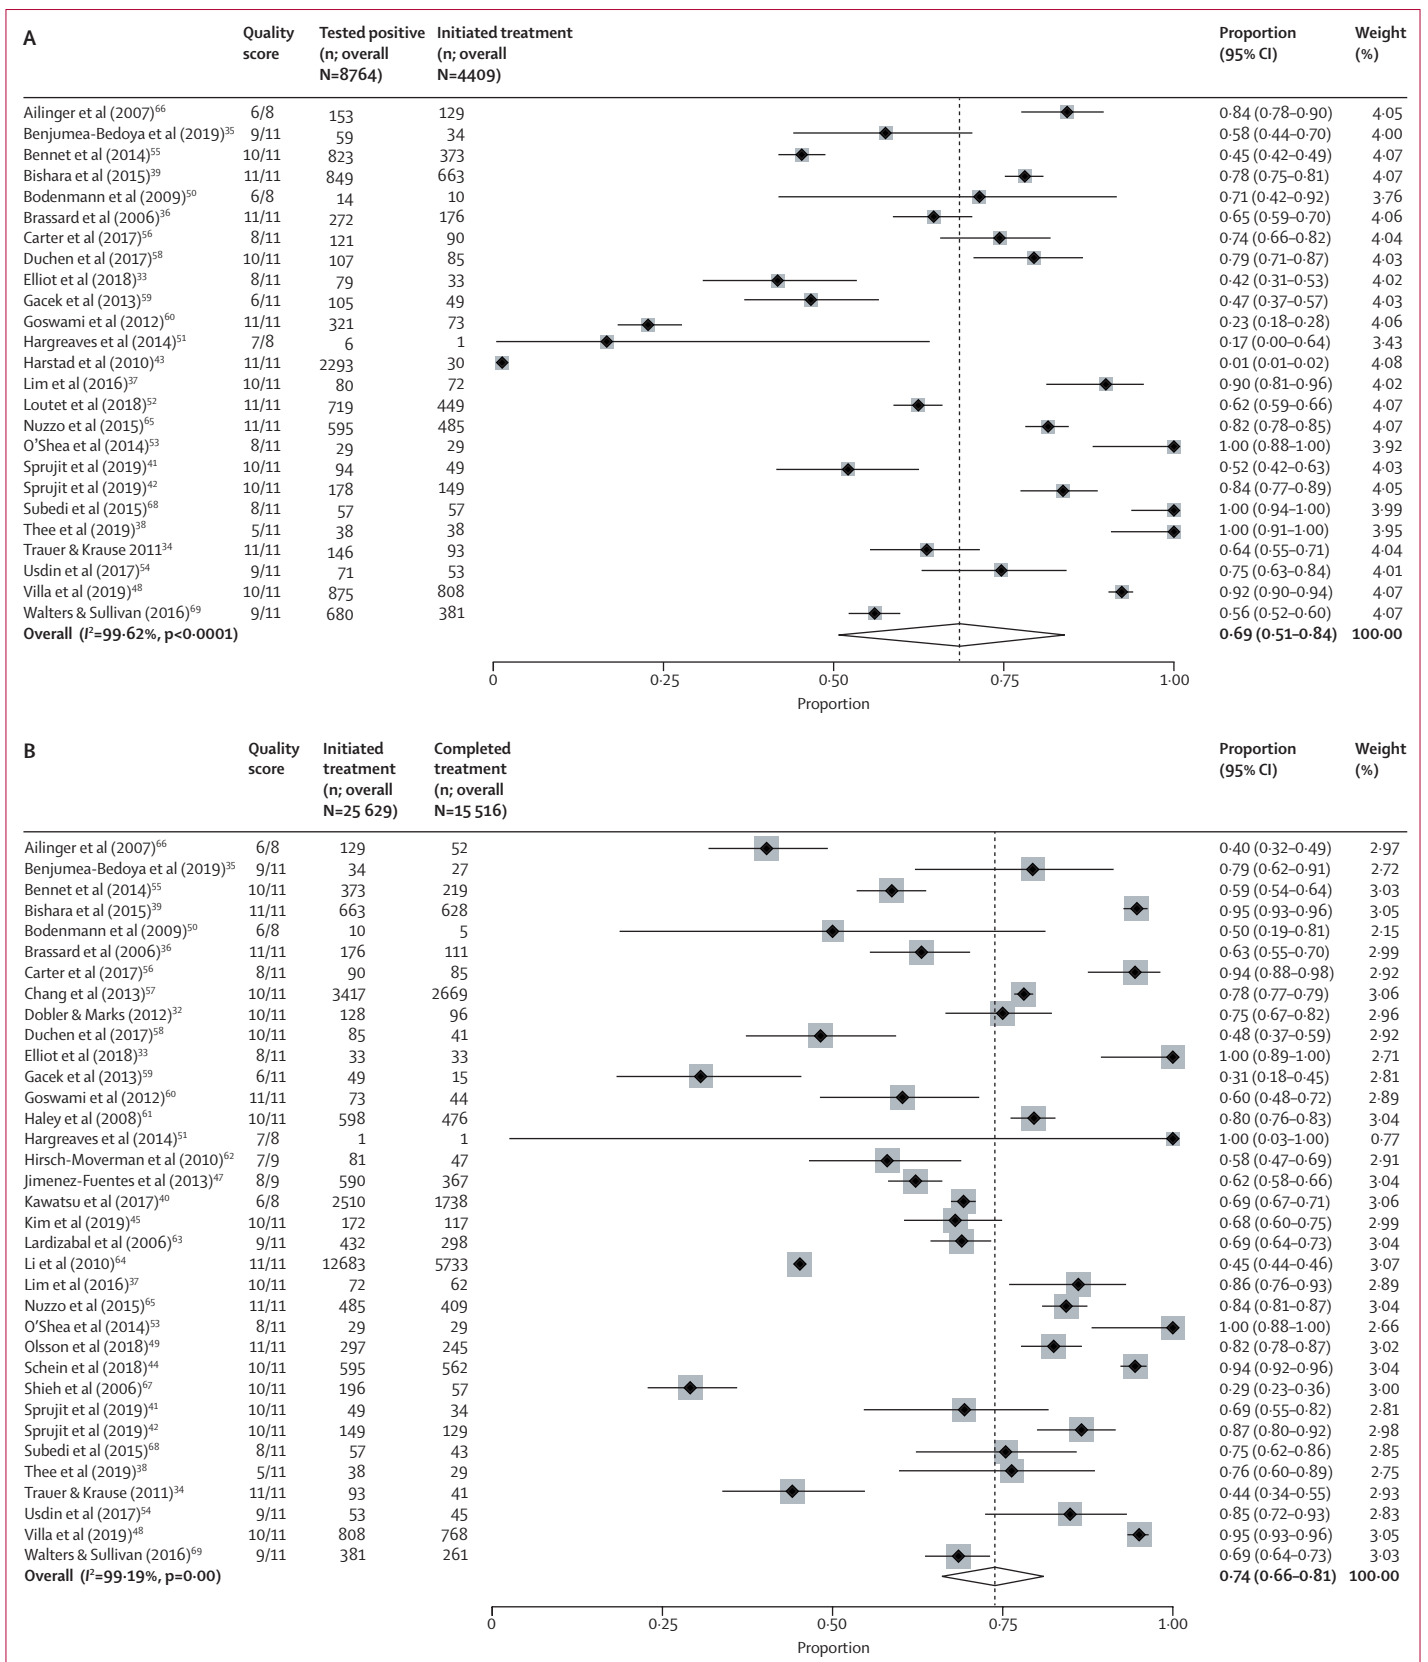 A Quality score Tested positive (n; overall N=8764) Initiated treatment (n; overall N=4409) Proportion (95% CI) Weight (%)
Ailinger et al (2007)66 6/8 153 129 0·84 (0·78–0·90) 4·05
Benjumea-Bedoya et al (2019)35 9/11 59 34 0·58 (0·44–0·70) 4·00
Bennet et al (2014)55 10/11 823 373 0·45 (0·42–0·49) 4·07
Bishara et al (2015)39 11/11 849 663 0·78 (0·75–0·81) 4·07
Bodenmann et al (2009)50 6/8 14 10 0·71 (0·42–0·92) 3·76
Brassard et al (2006)36 11/11 272 176 0·65 (0·59–0·70) 4·06
Carter et al (2017)56 8/11 121 90 0·74 (0·66–0·82) 4·04
Duchen et al (2017)58 10/11 107 85 0·79 (0·71–0·87) 4·03
Elliot et al (2018)33 8/11 79 33 0·42 (0·31–0·53) 4·02
Gacek et al (2013)59 6/11 105 49 0·47 (0·37–0·57) 4·03
Goswami et al (2012)60 11/11 321 73 0·23 (0·18–0·28) 4·06
Hargreaves et al (2014)51 7/8 6 1 0·17 (0·00–0·64) 3·43
Harstad et al (2010)43 11/11 2293 30 0·01 (0·01–0·02) 4·08
Lim et al (2016)37 10/11 80 72 0·90 (0·81–0·96) 4·02
Loutet et al (2018)52 11/11 719 449 0·62 (0·59–0·66) 4·07
Nuzzo et al (2015)65 11/11 595 485 0·82 (0·78–0·85) 4·07
O'Shea et al (2014)53 8/11 29 29 1·00 (0·88–1·00) 3·92
Sprujit et al (2019)41 10/11 94 49 0·52 (0·42–0·63) 4·03
Sprujit et al (2019)42 10/11 178 149 0·84 (0·77–0·89) 4·05
Subedi et al (2015)68 8/11 57 57 1·00 (0·94–1·00) 3·99
Thee et al (2019)38 5/11 38 38 1·00 (0·91–1·00) 3·95
Trauer & Krause 201134 11/11 146 93 0·64 (0·55–0·71) 4·04
Usdin et al (2017)54 9/11 71 53 0·75 (0·63–0·84) 4·01
Villa et al (2019)48 10/11 875 808 0·92 (0·90–0·94) 4·07
Walters & Sullivan (2016)69 9/11 680 381 0·56 (0·52–0·60) 4·07
Overall (I2=99·62%, p<0·0001) 0·69 (0·51–0·84) 100·00
0 0·25 0·50 0·75 1·00
Proportion
B Quality score Initiated treatment (n; overall N=25 629) Completed treatment (n; overall N=15 516) Proportion (95% CI) Weight (%)
Ailinger et al (2007)66 6/8 129 52 0·40 (0·32–0·49) 2·97
Benjumea-Bedoya et al (2019)35 9/11 34 27 0·79 (0·62–0·91) 2·72
Bennet et al (2014)55 10/11 373 219 0·59 (0·54–0·64) 3·03
Bishara et al (2015)39 11/11 663 628 0·95 (0·93–0·96) 3·05
Bodenmann et al (2009)50 6/8 10 5 0·50 (0·19–0·81) 2·15
Brassard et al (2006)36 11/11 176 111 0·63 (0·55–0·70) 2·99
Carter et al (2017)56 8/11 90 85 0·94 (0·88–0·98) 2·92
Chang et al (2013)57 10/11 3417 2669 0·78 (0·77–0·79) 3·06
Dobler & Marks (2012)32 10/11 128 96 0·75 (0·67–0·82) 2·96
Duchen et al (2017)58 10/11 85 41 0·48 (0·37–0·59) 2·92
Elliot et al (2018)33 8/11 33 33 1·00 (0·89–1·00) 2·71
Gacek et al (2013)59 6/11 49 15 0·31 (0·18–0·45) 2·81
Goswami et al (2012)60 11/11 73 44 0·60 (0·48–0·72) 2·89
Haley et al (2008)61 10/11 598 476 0·80 (0·76–0·83) 3·04
Hargreaves et al (2014)51 7/8 1 1 1·00 (0·03–1·00) 0·77
Hirsch-Moverman et al (2010)62 7/9 81 47 0·58 (0·47–0·69) 2·91
Jimenez-Fuentes et al (2013)47 8/9 590 367 0·62 (0·58–0·66) 3·04
Kawatsu et al (2017)40 6/8 2510 1738 0·69 (0·67–0·71) 3·06
Kim et al (2019)45 10/11 172 117 0·68 (0·60–0·75) 2·99
Lardizabal et al (2006)63 9/11 432 298 0·69 (0·64–0·73) 3·04
Li et al (2010)64 11/11 12683 5733 0·45 (0·44–0·46) 3·07
Lim et al (2016)37 10/11 72 62 0·86 (0·76–0·93) 2·89
Nuzzo et al (2015)65 11/11 485 409 0·84 (0·81–0·87) 3·04
O'Shea et al (2014)53 8/11 29 29 1·00 (0·88–1·00) 2·66
Olsson et al (2018)49 11/11 297 245 0·82 (0·78–0·87) 3·02
Schein et al (2018)44 10/11 595 562 0·94 (0·92–0·96) 3·04
Shieh et al (2006)67 10/11 196 57 0·29 (0·23–0·36) 3·00
Sprujit et al (2019)41 10/11 49 34 0·69 (0·55–0·82) 2·81
Sprujit et al (2019)42 10/11 149 129 0·87 (0·80–0·92) 2·98
Subedi et al (2015)68 8/11 57 43 0·75 (0·62–0·86) 2·85
Thee et al (2019)38 5/11 38 29 0·76 (0·60–0·89) 2·75
Trauer & Krause (2011)34 11/11 93 41 0·44 (0·34–0·55) 2·93
Usdin et al (2017)54 9/11 53 45 0·85 (0·72–0·93) 2·83
Villa et al (2019)48 10/11 808 768 0·95 (0·93–0·96) 3·05
Walters & Sullivan (2016)69 9/11 381 261 0·69 (0·64–0·73) 3·03
Overall (I2=99·19%, p=0·00) 0·74 (0·66–0·81) 100·00
0 0·25 0·50 0·75 1·00
Proportion